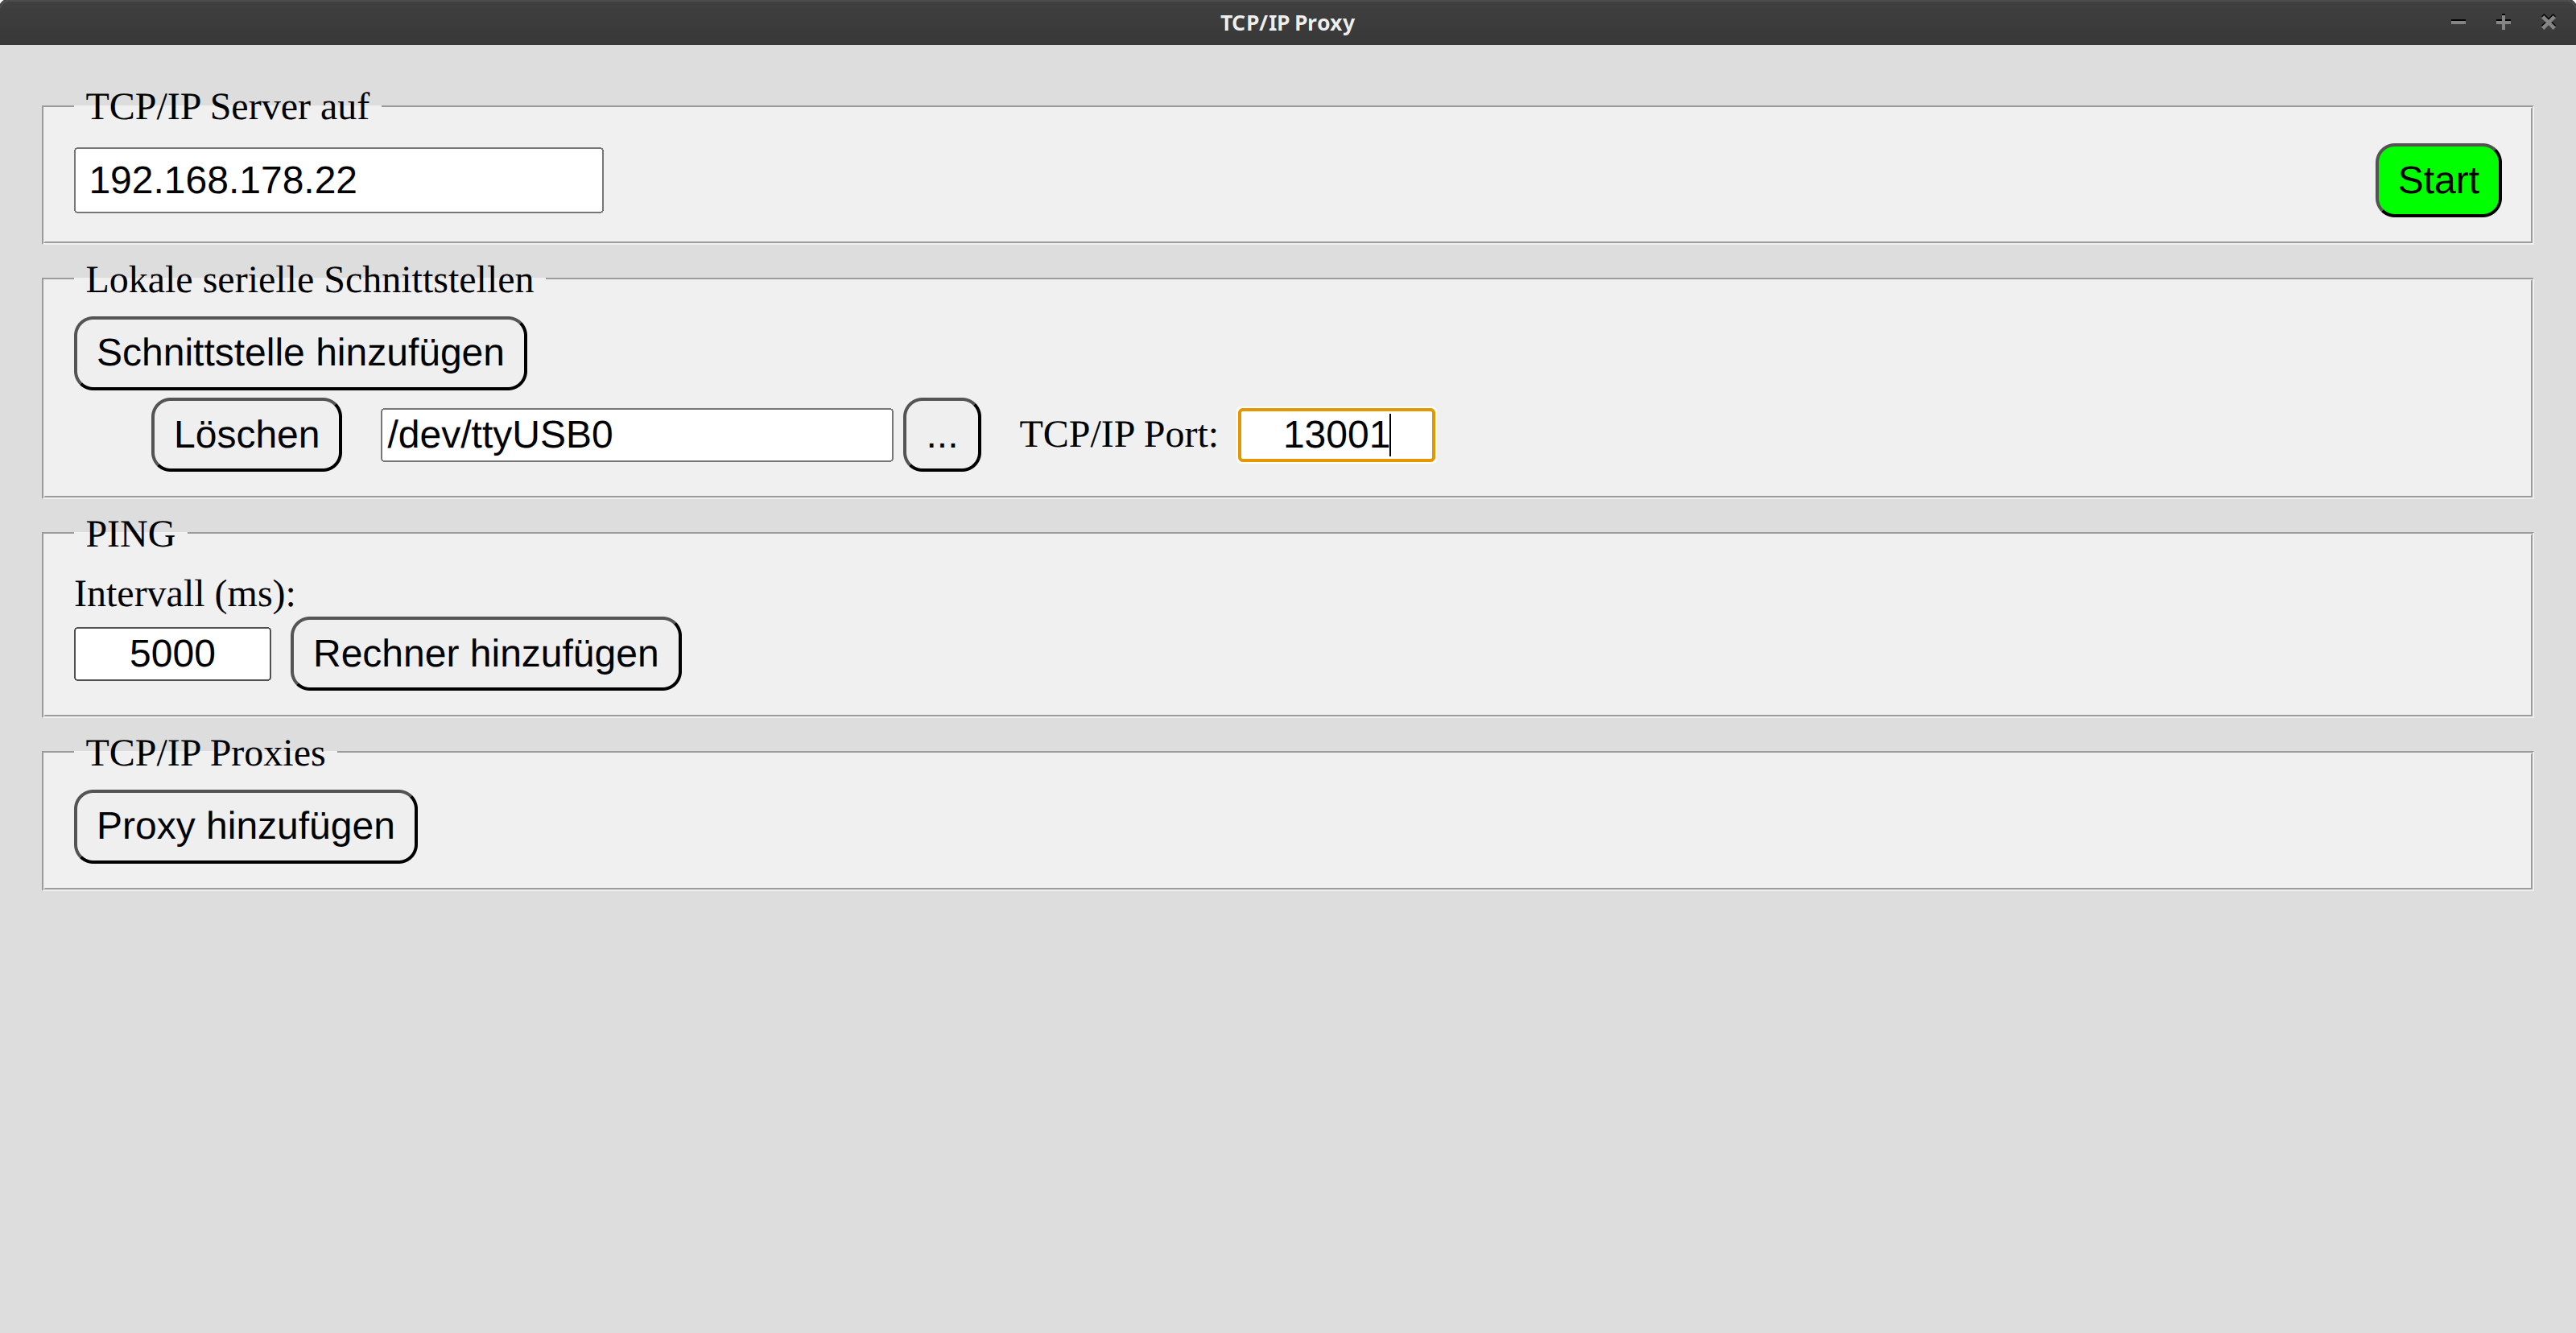 TCP/IP Proxy
TCP/IP Server auf
192.168.178.22 Start
Lokale serielle Schnittstellen
Schnittstelle hinzufügen
Löschen /dev/ttyUSB0 ... TCP/IP Port: 13001
PING
Intervall (ms):
5000 Rechner hinzufügen
TCP/IP Proxies
Proxy hinzufügen